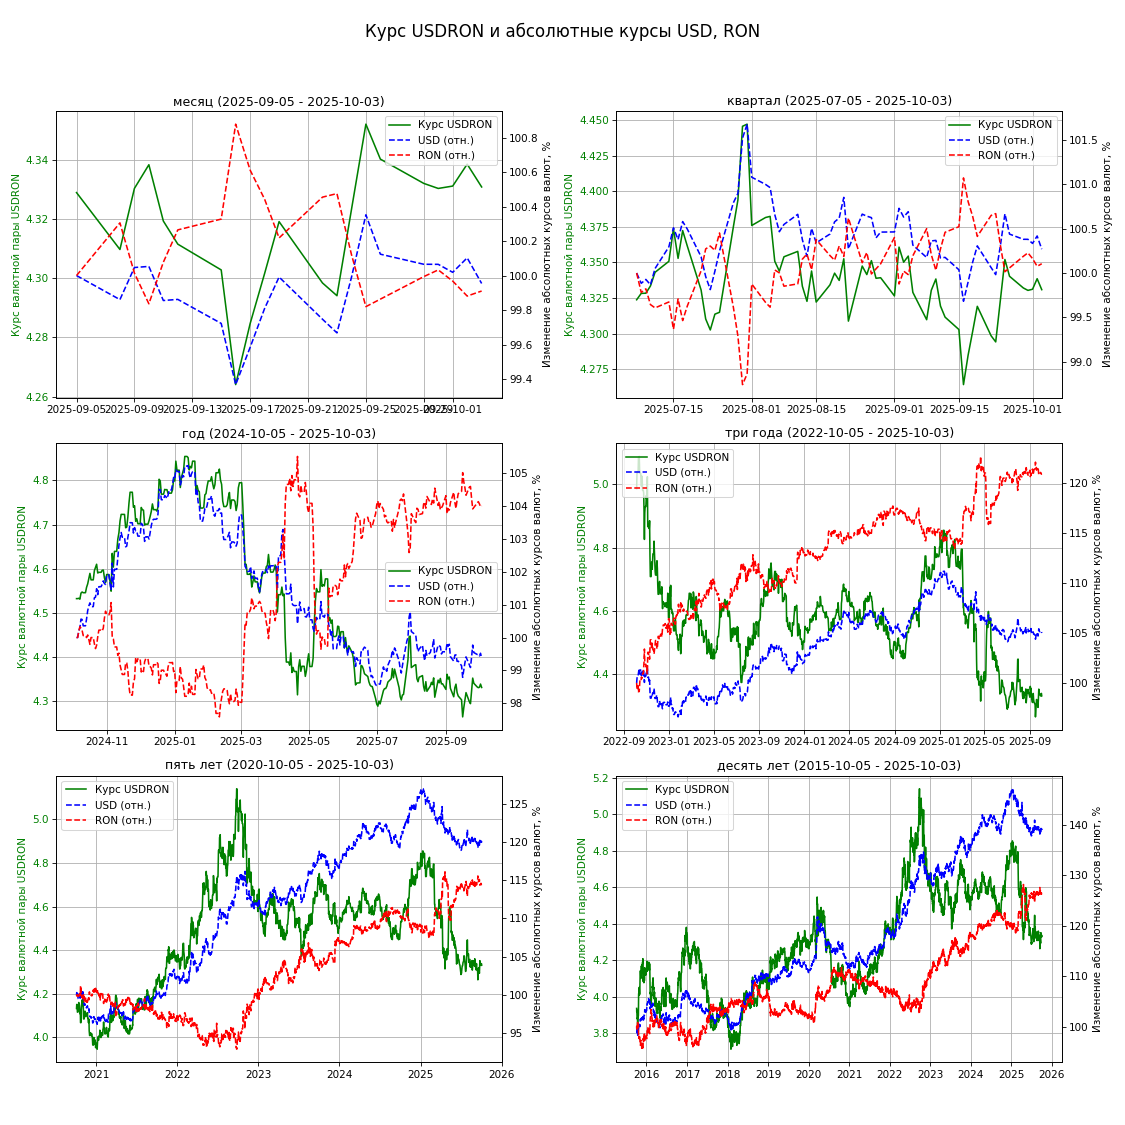 Курс USDRON и абсолютные курсы USD, RON
месяц (2025-09-05 - 2025-10-03)
Курс валютной пары USDRON
4.34
4.32
4.30
4.28
4.26
Курс USDRON
USD (отн.)
RON (отн.)
100.8
100.6
100.4
100.2
100.0
99.8
99.6
99.4
Изменение абсолютных курсов валют, %
2025-09-05 2025-09-09 2025-09-13 2025-09-17 2025-09-21 2025-09-25 2025-09-29 2025-10-01
квартал (2025-07-05 - 2025-10-03)
Курс валютной пары USDRON
4.450
4.425
4.400
4.375
4.350
4.325
4.300
4.275
Курс USDRON
USD (отн.)
RON (отн.)
101.5
101.0
100.5
100.0
99.5
99.0
Изменение абсолютных курсов валют, %
2025-07-15 2025-08-01 2025-08-15 2025-09-01 2025-09-15 2025-10-01
год (2024-10-05 - 2025-10-03)
Курс валютной пары USDRON
4.8
4.7
4.6
4.5
4.4
4.3
Курс USDRON
USD (отн.)
RON (отн.)
105
104
103
102
101
100
99
98
Изменение абсолютных курсов валют, %
2024-11 2025-01 2025-03 2025-05 2025-07 2025-09
три года (2022-10-05 - 2025-10-03)
Курс валютной пары USDRON
5.0
4.8
4.6
4.4
Курс USDRON
USD (отн.)
RON (отн.)
120
115
110
105
100
Изменение абсолютных курсов валют, %
2022-09 2023-01 2023-05 2023-09 2024-01 2024-05 2024-09 2025-01 2025-05 2025-09
пять лет (2020-10-05 - 2025-10-03)
Курс валютной пары USDRON
5.0
4.8
4.6
4.4
4.2
4.0
Курс USDRON
USD (отн.)
RON (отн.)
125
120
115
110
105
100
95
Изменение абсолютных курсов валют, %
2021 2022 2023 2024 2025 2026
десять лет (2015-10-05 - 2025-10-03)
Курс валютной пары USDRON
5.2
5.0
4.8
4.6
4.4
4.2
4.0
3.8
Курс USDRON
USD (отн.)
RON (отн.)
140
130
120
110
100
Изменение абсолютных курсов валют, %
2016 2017 2018 2019 2020 2021 2022 2023 2024 2025 2026